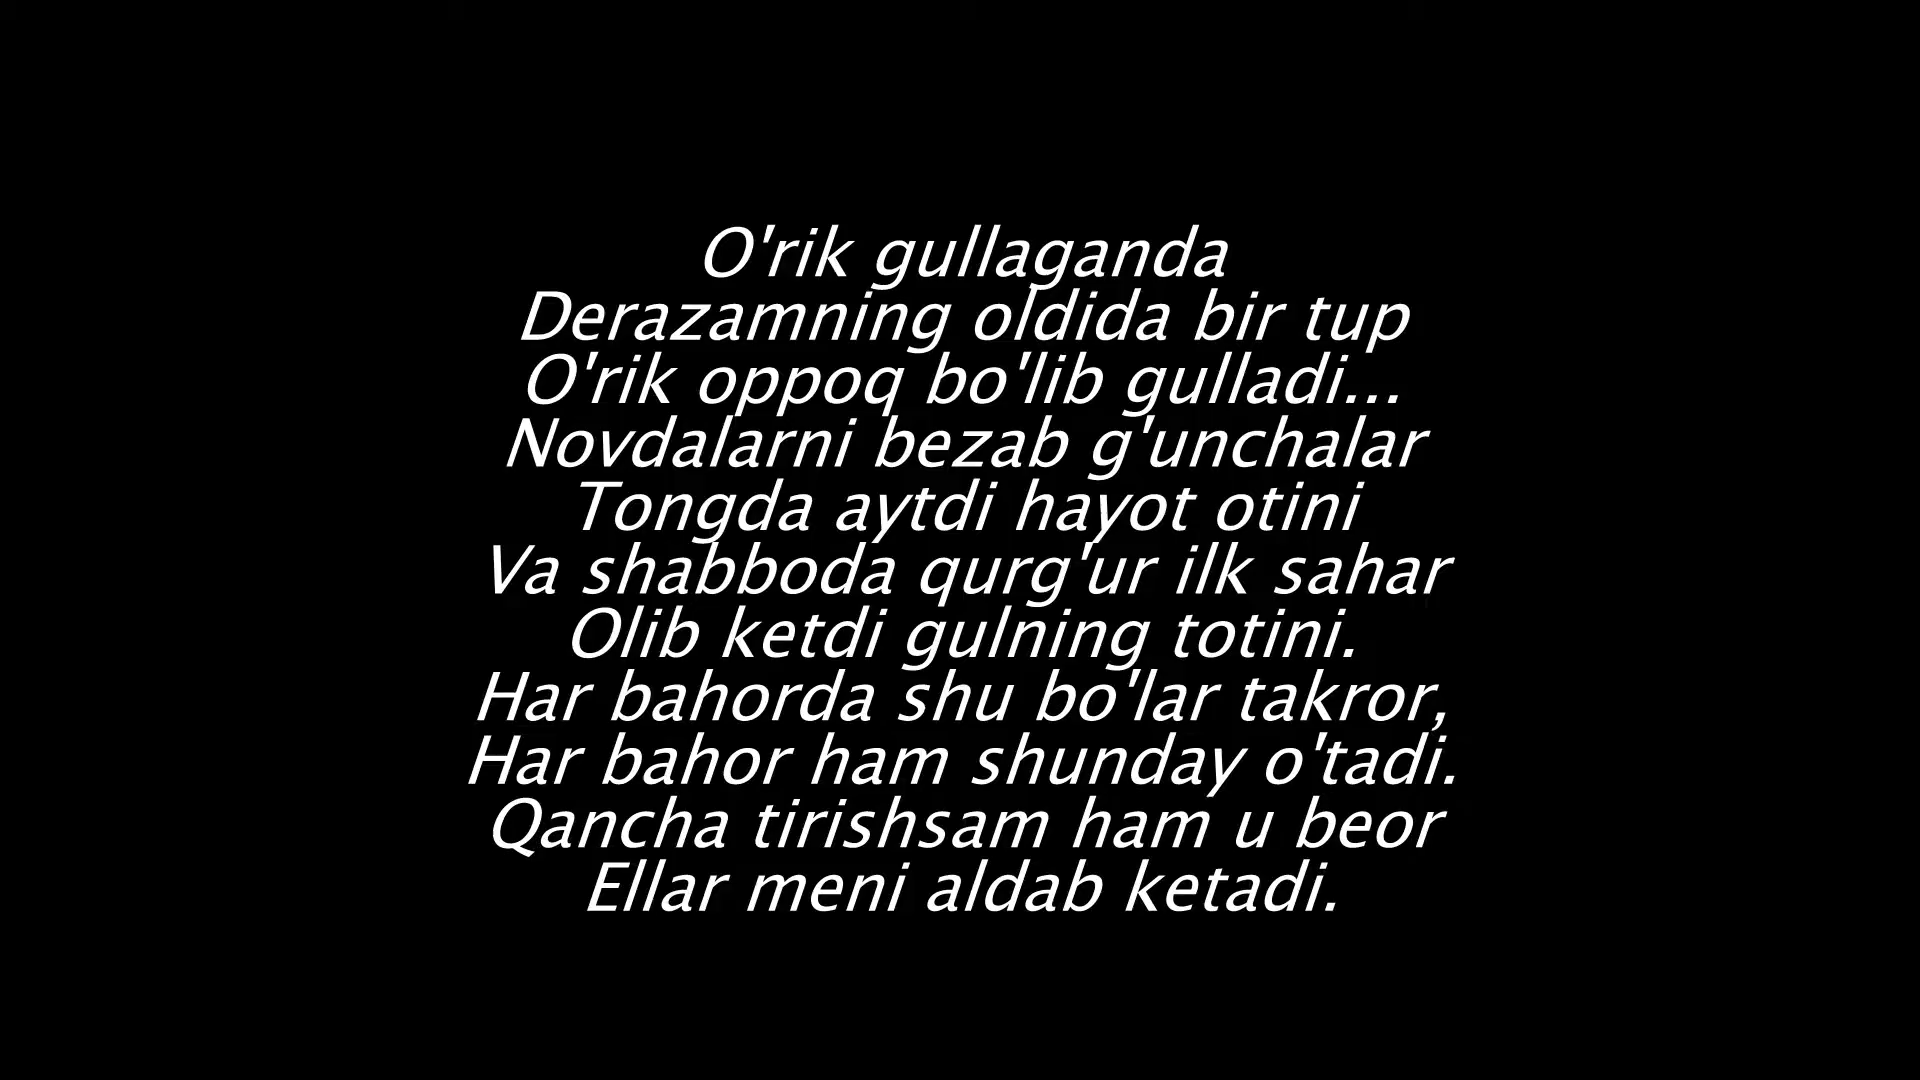 O'rik gullaganda
Derazamning oldida bir tup
O'rik oppoq bo'lib gulladi...
Novdalarni bezab g'unchalar
Tongda aytdi hayot otini
Va shabboda qurg'ur ilk sahar
Olib ketdi gulning totini.
Har bahorda shu bo'lar takror,
Har bahor ham shunday o'tadi.
Qancha tirishsam ham u beor
Ellar meni aldab ketadi.